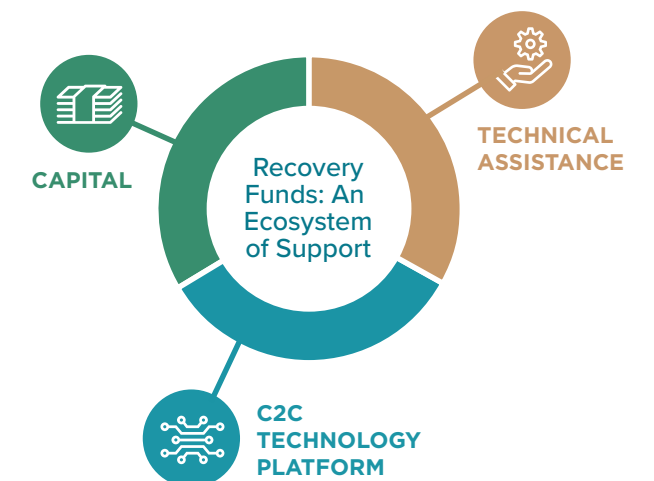 Recovery
Funds: An
Ecosystem
of Support
CAPITAL
TECHNICAL
ASSISTANCE
C2C
TECHNOLOGY
PLATFORM